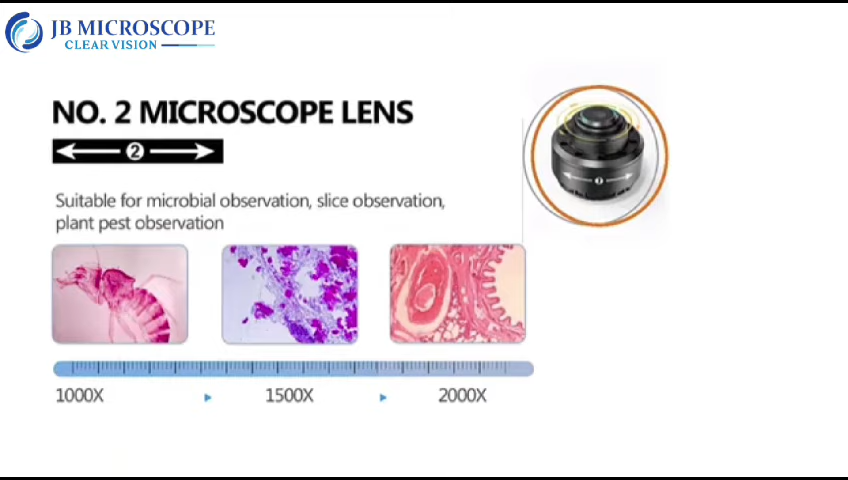 JB MICROSCOPE
CLEAR VISION
NO. 2 MICROSCOPE LENS
2
Suitable for microbial observation, slice observation,
plant pest observation
1000X
1500X
2000X